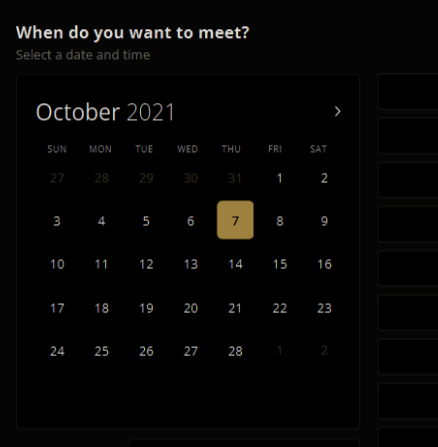 When do you want to meet?
Select a date and time
October 2021
SUN MON TUE WED THU FRI SAT
27 28 29 30 31 1 2
3 4 5 6 7 8 9
10 11 12 13 14 15 16
17 18 19 20 21 22 23
24 25 26 27 28 1 2